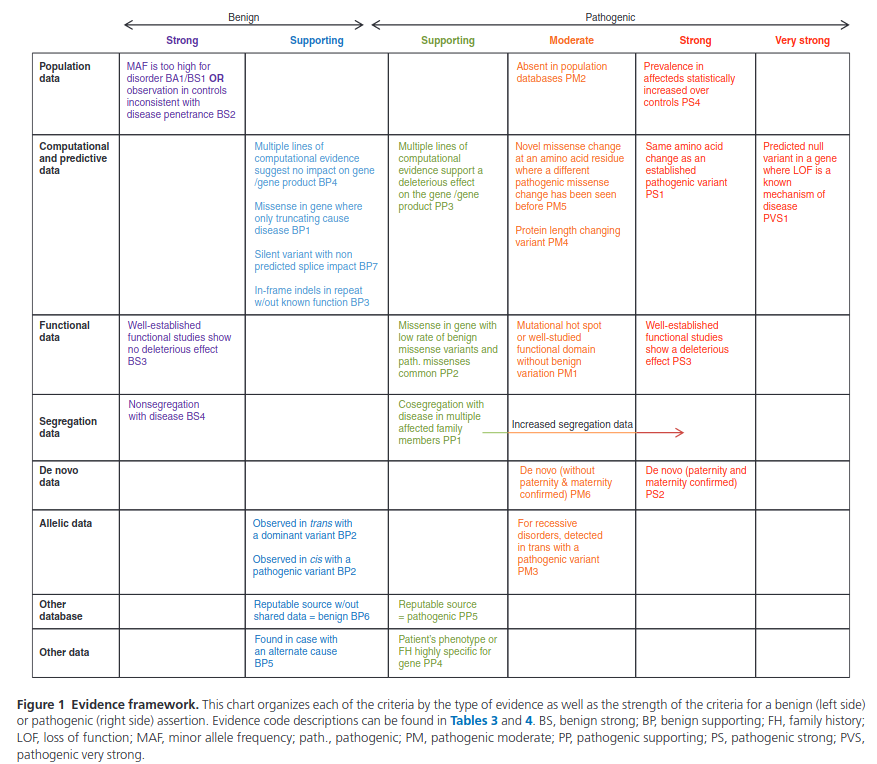 Benign
Pathogenic
Strong
Supporting
Supporting
Moderate
Strong
Very strong
Population
data
MAF is too high for
disorder BA1/BS1 OR
observation in controls
inconsistent with
disease penetrance BS2
Absent in population
databases PM2
Prevalence in
affecteds statistically
increased over
controls PS4
Computational
and predictive
data
Multiple lines of
computational evidence
suggest no impact on gene
/gene product BP4
Missense in gene where
only truncating cause
disease BP1
Silent variant with non
predicted splice impact BP7
In-frame indels in repeat
w/out known function BP3
Multiple lines of
computational
evidence support a
deleterious effect
on the gene /gene
product PP3
Novel missense change
at an amino acid residue
where a different
pathogenic missense
change has been seen
before PM5
Protein length changing
variant PM4
Same amino acid
change as an
established
pathogenic variant
PS1
Predicted null
variant in a gene
where LOF is a
known
mechanism of
disease
PVS1
Functional
data
Well-established
functional studies show
no deleterious effect
BS3
Missense in gene with
low rate of benign
missense variants and
path. missenses
common PP2
Mutational hot spot
or well-studied
functional domain
without benign
variation PM1
Well-established
functional studies
show a deleterious
effect PS3
Segregation
data
Nonsegregation
with disease BS4
Cosegregation with
disease in multiple
affected family
members PP1
Increased segregation data
De novo
data
De novo (without
paternity & maternity
confirmed) PM6
De novo (paternity and
maternity confirmed)
PS2
Allelic data
Observed in trans with
a dominant variant BP2
Observed in cis with a
pathogenic variant BP2
For recessive
disorders, detected
in trans with a
pathogenic variant
PM3
Other
database
Reputable source w/out
shared data = benign BP6
Reputable source
= pathogenic PP5
Other data
Found in case with
an alternate cause
BP5
Patient's phenotype or
FH highly specific for
gene PP4
Figure 1 Evidence framework. This chart organizes each of the criteria by the type of evidence as well as the strength of the criteria for a benign (left side)
or pathogenic (right side) assertion. Evidence code descriptions can be found in Tables 3 and 4. BS, benign strong; BP, benign supporting; FH, family history;
LOF, loss of function; MAF, minor allele frequency; path., pathogenic; PM, pathogenic moderate; PP, pathogenic supporting; PS, pathogenic strong; PVS,
pathogenic very strong.